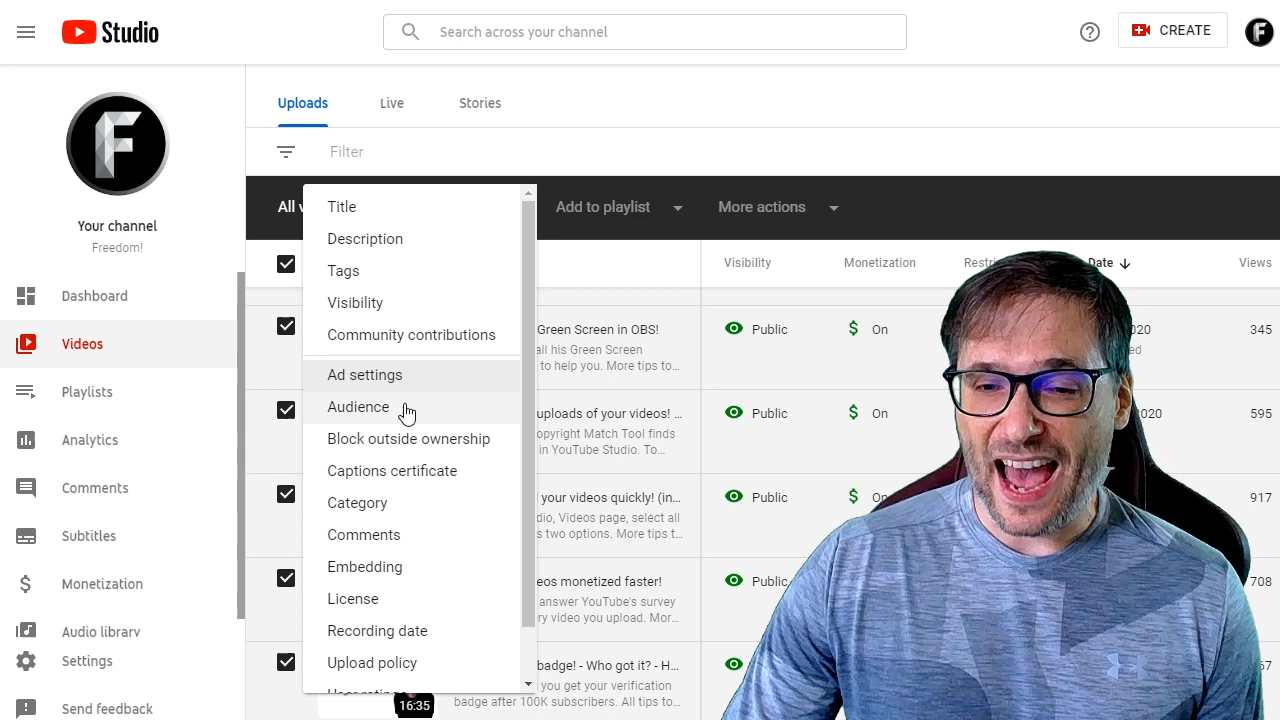 Studio
Search across your channel
CREATE
F
F
Your channel
Freedom!
Dashboard
Videos
Playlists
Analytics
Comments
Subtitles
Monetization
Audio library
Settings
Send feedback
Uploads
Live
Stories
Filter
All
Add to playlist
More actions
Title
Description
Tags
Visibility
Community contributions
Ad settings
Audience
Block outside ownership
Captions certificate
Category
Comments
Embedding
License
Recording date
Upload policy
Visibility
Monetization
Date
Views
Green Screen in OBS!
all his Green Screen
to help you. More tips to...
Public
$ On
020
345
uploads of your videos! ...
opyright Match Tool finds
in YouTube Studio. To...
Public
$ On
2020
595
your videos quickly! (in...
dio, Videos page, select all
s two options. More tips t...
Public
$ On
917
eos monetized faster!
answer YouTube's survey
ry video you upload. Mor...
Public
708
badge! - Who got it? - H...
you get your verification
badge after 100K subscribers. All tips to...
16:35